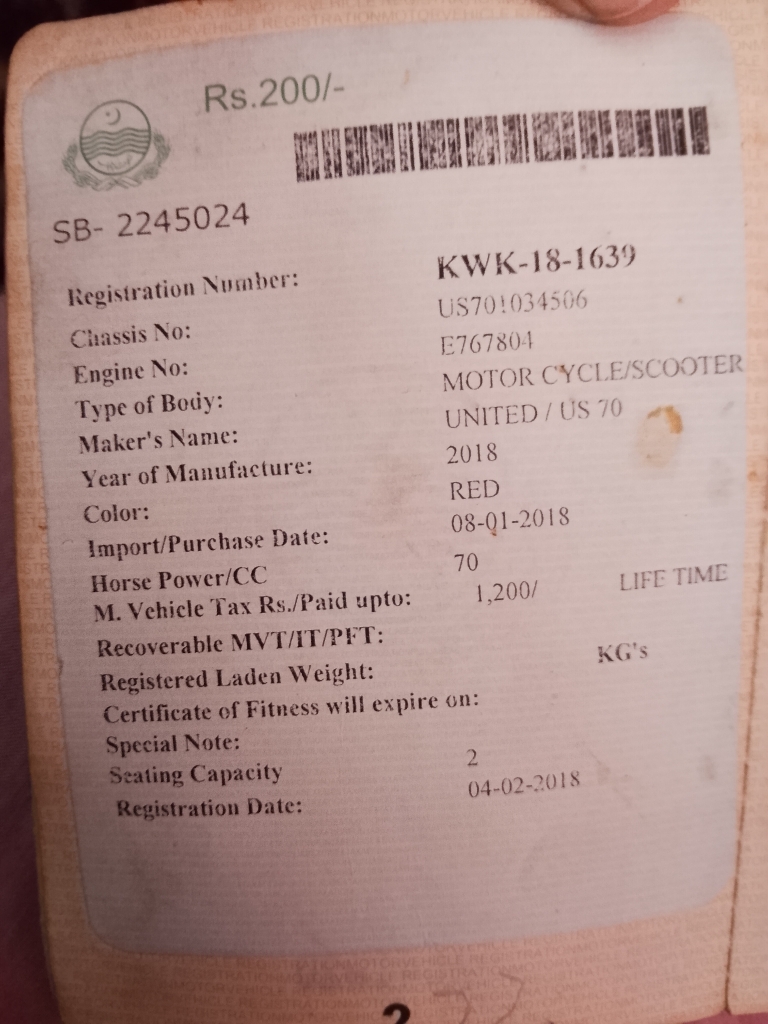 Rs.200/-
SB- 2245024
Registration Number: KWK-18-1639
Chassis No: US701034506
Engine No: E767804
Type of Body: MOTOR CYCLE/SCOOTER
Maker's Name: UNITED / US 70
Year of Manufacture: 2018
Color: RED
Import/Purchase Date: 08-01-2018
Horse Power/CC 70
M. Vehicle Tax Rs./Paid upto: 1,200/ LIFE TIME
Recoverable MVT/IT/PFT:
Registered Laden Weight: KG's
Certificate of Fitness will expire on:
Special Note:
Seating Capacity 2
Registration Date: 04-02-2018
2